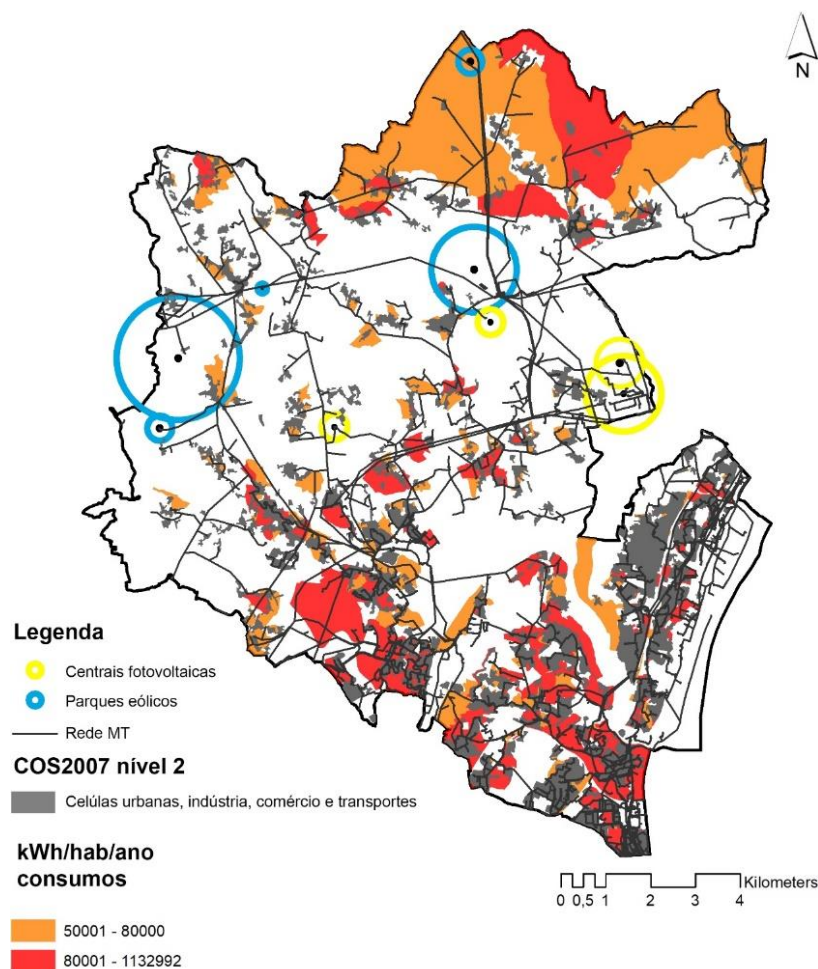 N
Legenda
Centrais fotovoltaicas
Parques eólicos
Rede MT
COS2007 nível 2
Celúlas urbanas, indústria, comércio e transportes
kWh/hab/ano
consumos
50001 - 80000
80001 - 1132992
Kilometers
0 0,5 1 2 3 4